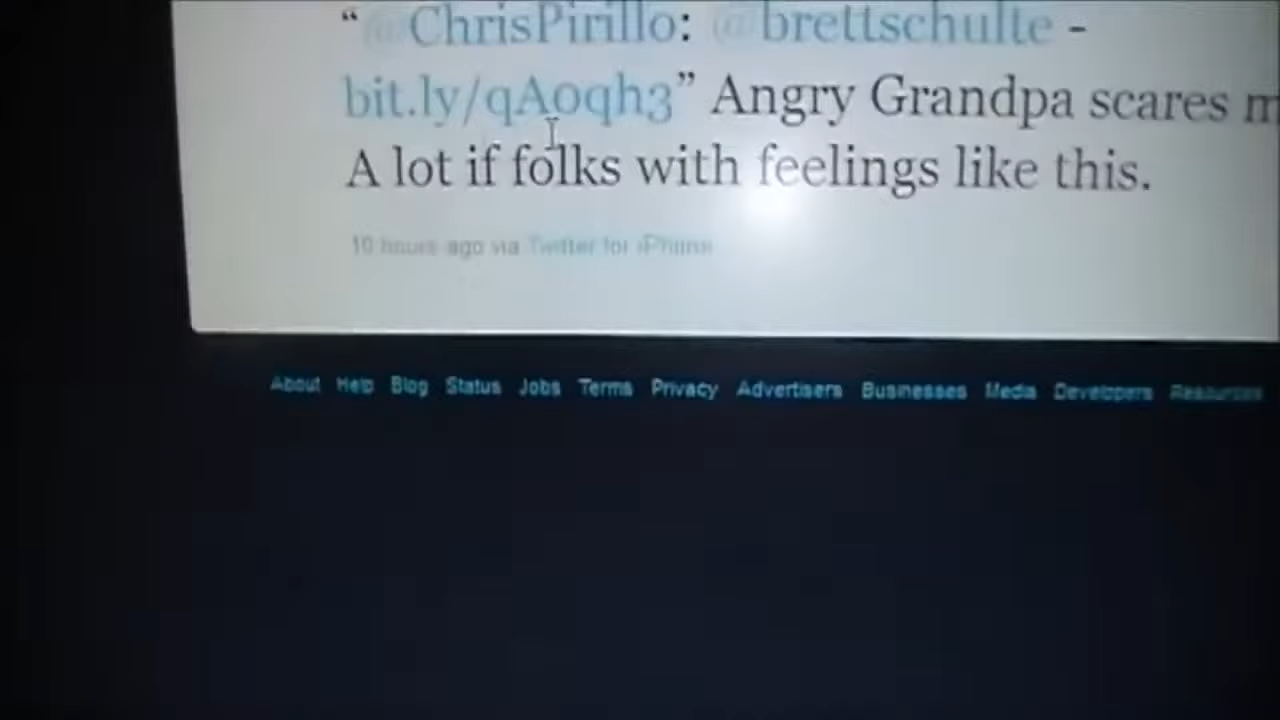 “@ChrisPirillo: @brettschulte -
bit.ly/qAoqh3” Angry Grandpa scares m
A lot if folks with feelings like this.
10 hours ago via Twitter for iPhone
About Help Blog Status Jobs Terms Privacy Advertisers Businesses Media Developers Resources